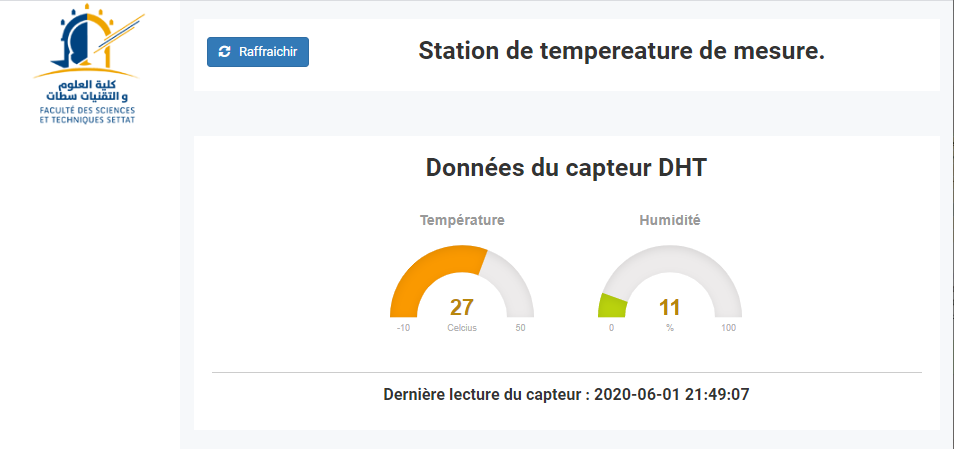 كلية العلوم
و التقنيات سطات
FACULTÉ DES SCIENCES
ET TECHNIQUES SETTAT
Raffraichir
Station de tempereature de mesure.
Données du capteur DHT
Température
Humidité
27
-10 Celcius 50
11
0 % 100
Dernière lecture du capteur : 2020-06-01 21:49:07